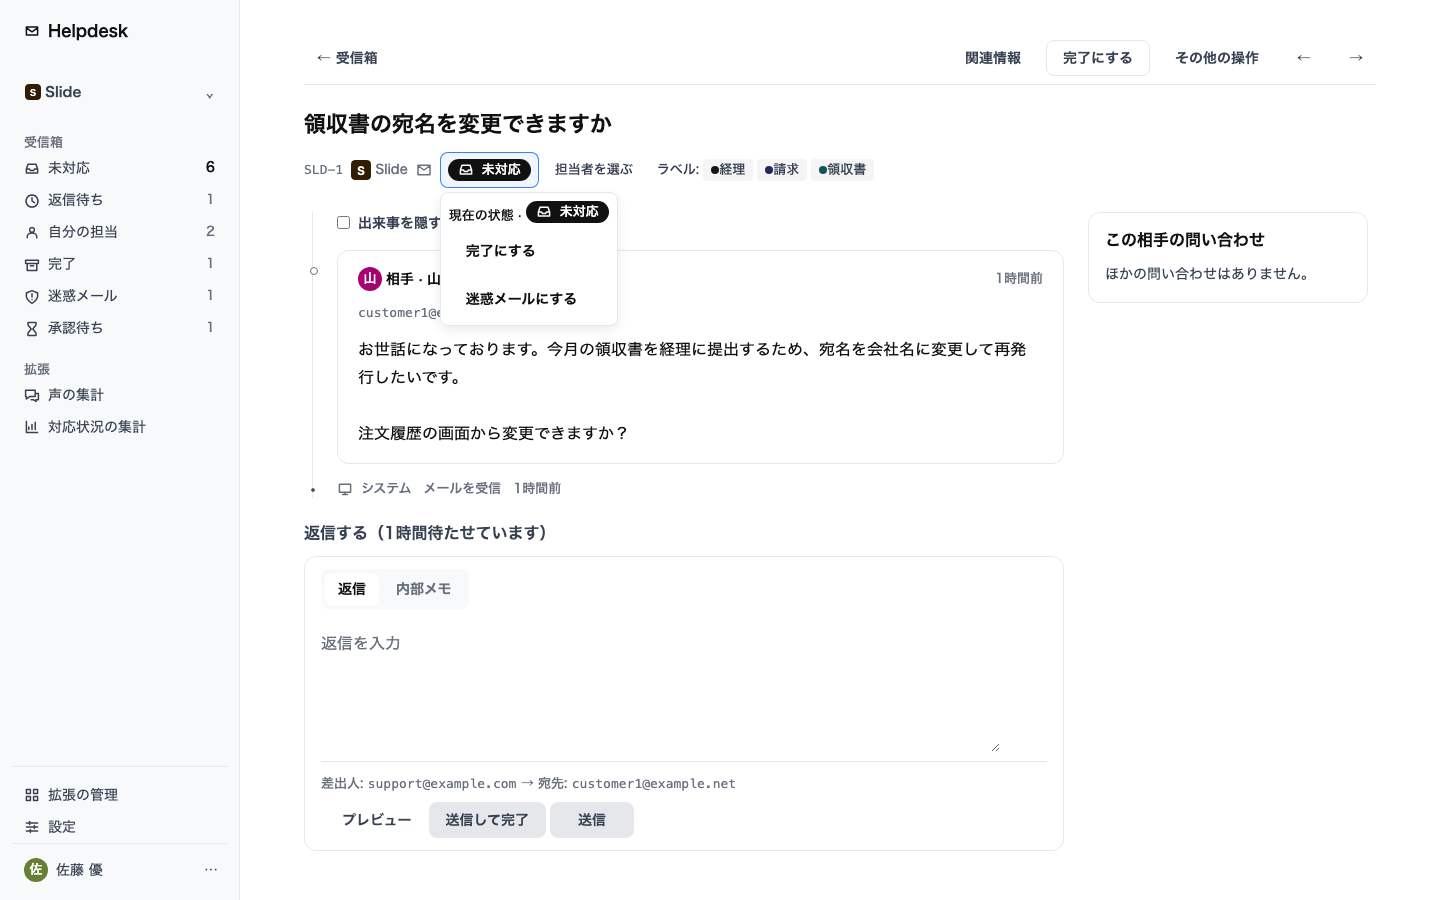 Helpdesk
S Slide
受信箱
未対応 6
返信待ち 1
自分の担当 2
完了 1
迷惑メール 1
承認待ち 1
拡張
声の集計
対応状況の集計
拡張の管理
設定
佐 佐藤 優 …
← 受信箱
関連情報 完了にする その他の操作 ← →
領収書の宛名を変更できますか
SLD-1 S Slide 未対応 担当者を選ぶ ラベル: ●経理 ●請求 ●領収書
現在の状態 · 未対応
完了にする
迷惑メールにする
出来事を隠す
山 相手 · 山 1時間前
customer1@e
お世話になっております。今月の領収書を経理に提出するため、宛名を会社名に変更して再発
行したいです。
注文履歴の画面から変更できますか？
システム メールを受信 1時間前
この相手の問い合わせ
ほかの問い合わせはありません。
返信する（1時間待たせています）
返信 内部メモ
返信を入力
差出人: support@example.com → 宛先: customer1@example.net
プレビュー 送信して完了 送信